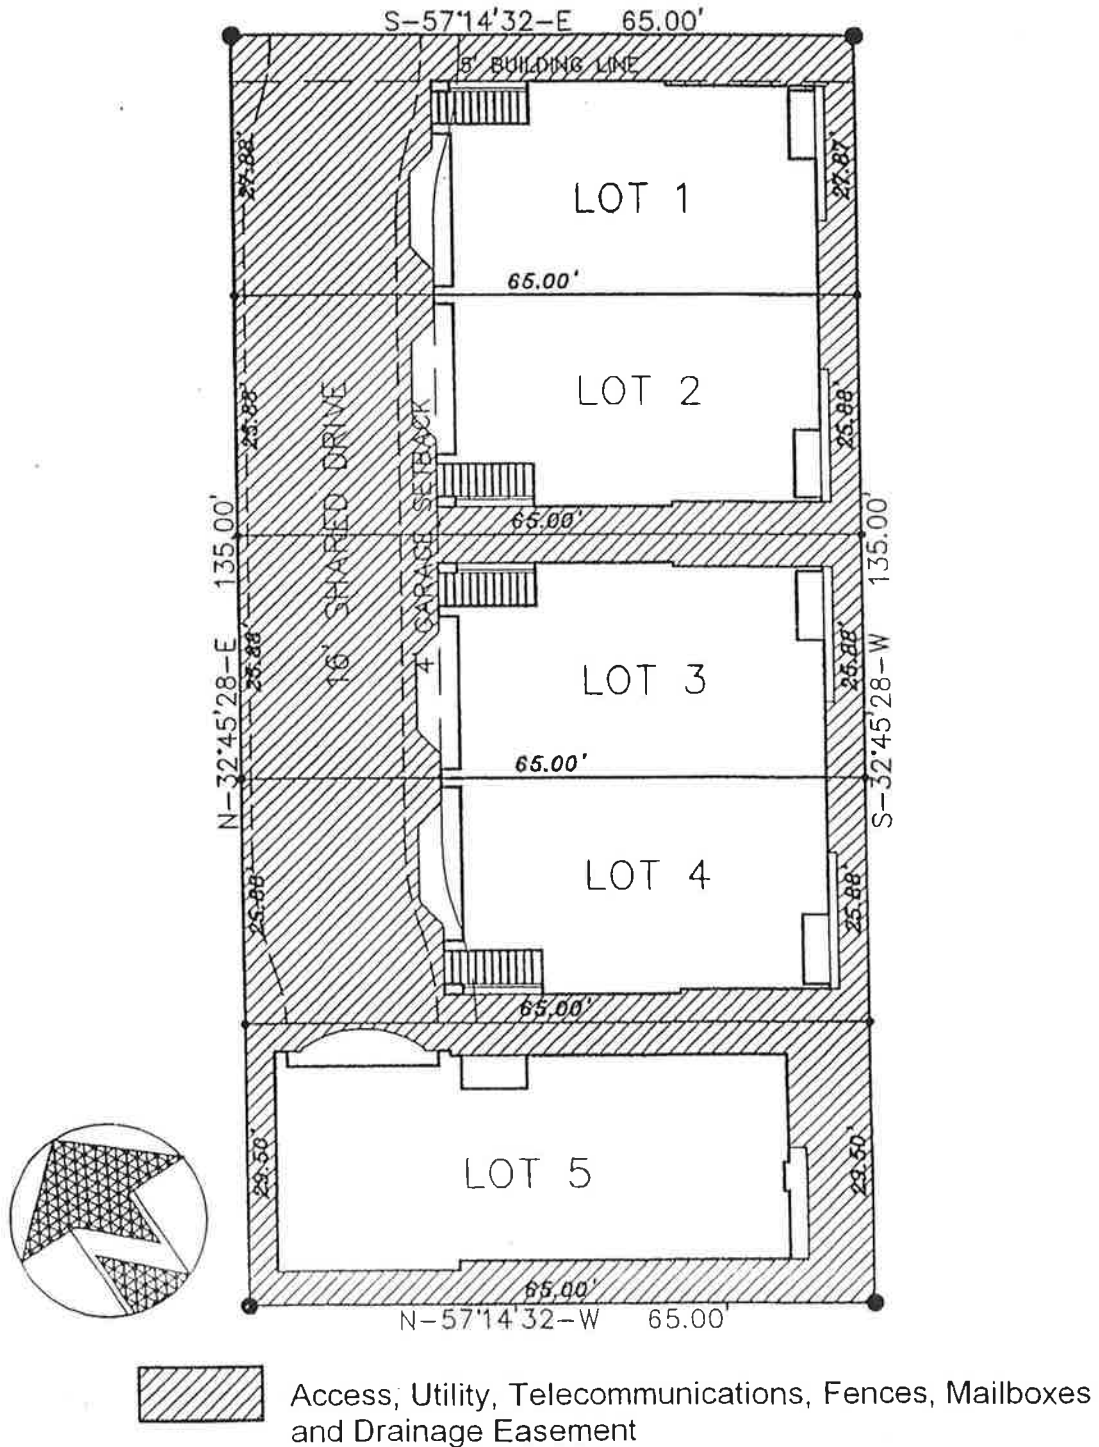 S-57°14'32-E 65.00'
5' BUILDING LINE
27.88'
27.87'
LOT 1
65.00'
LOT 2
25.88'
25.88'
16' SHARED DRIVE
4' GARAGE SETBACK
65.00'
N-32°45'28-E 135.00'
S-32°45'28-W 135.00'
25.88'
25.88'
LOT 3
65.00'
LOT 4
25.88'
25.88'
65.00'
29.50'
29.50'
LOT 5
65.00'
N-57°14'32-W 65.00'
Access, Utility, Telecommunications, Fences, Mailboxes
and Drainage Easement